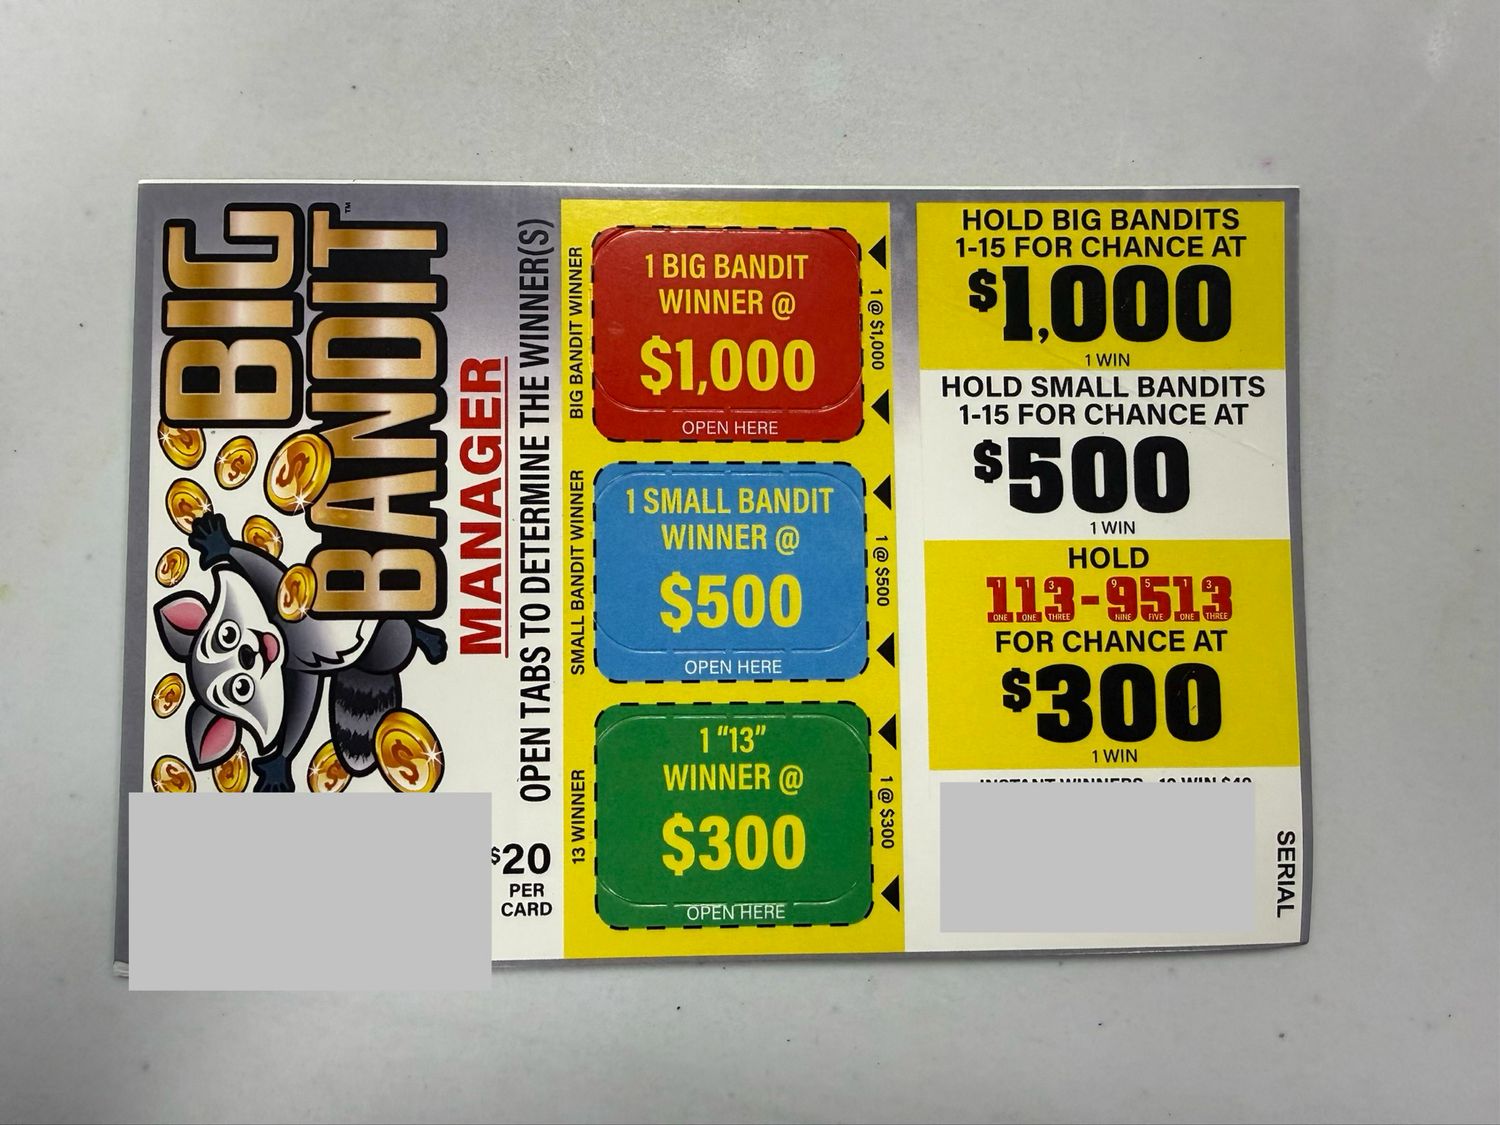 BIG
BANDIT™
MANAGER
OPEN TABS TO DETERMINE THE WINNER(S)
$20
PER
CARD
BIG BANDIT WINNER
1 BIG BANDIT
WINNER @
$1,000
OPEN HERE
1 @ $1,000
SMALL BANDIT WINNER
1 SMALL BANDIT
WINNER @
$500
OPEN HERE
1 @ $500
13 WINNER
1 "13"
WINNER @
$300
OPEN HERE
1 @ $300
HOLD BIG BANDITS
1-15 FOR CHANCE AT
$1,000
1 WIN
HOLD SMALL BANDITS
1-15 FOR CHANCE AT
$500
1 WIN
HOLD
113-9513
ONE ONE THREE NINE FIVE ONE THREE
FOR CHANCE AT
$300
1 WIN
INSTANT WINNERS
SERIAL